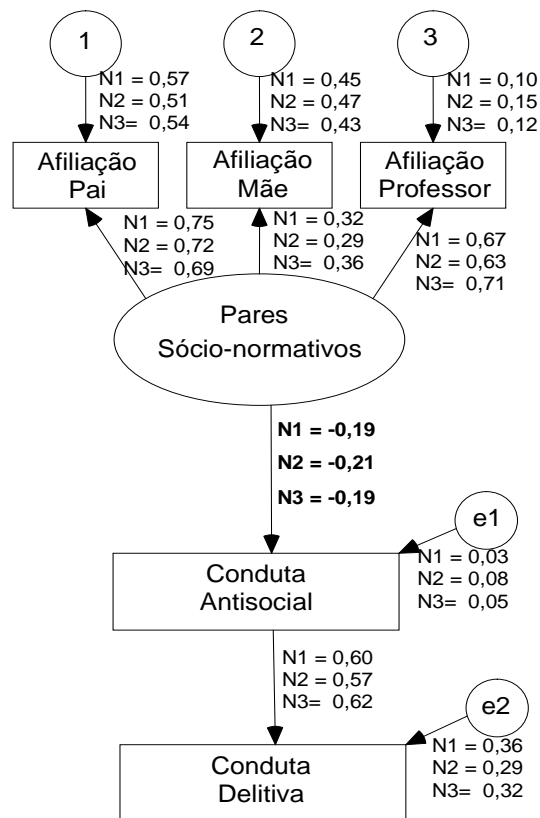 1
2
3
N1 = 0,57
N2 = 0,51
N3= 0,54
N1 = 0,45
N2 = 0,47
N3= 0,43
N1 = 0,10
N2 = 0,15
N3= 0,12
Afiliação
Pai
Afiliação
Mãe
Afiliação
Professor
N1 = 0,75
N2 = 0,72
N3= 0,69
N1 = 0,32
N2 = 0,29
N3= 0,36
N1 = 0,67
N2 = 0,63
N3= 0,71
Pares
Sócio-normativos
N1 = -0,19
N2 = -0,21
N3 = -0,19
e1
N1 = 0,03
N2 = 0,08
N3= 0,05
Conduta
Antisocial
N1 = 0,60
N2 = 0,57
N3= 0,62
e2
N1 = 0,36
N2 = 0,29
N3= 0,32
Conduta
Delitiva